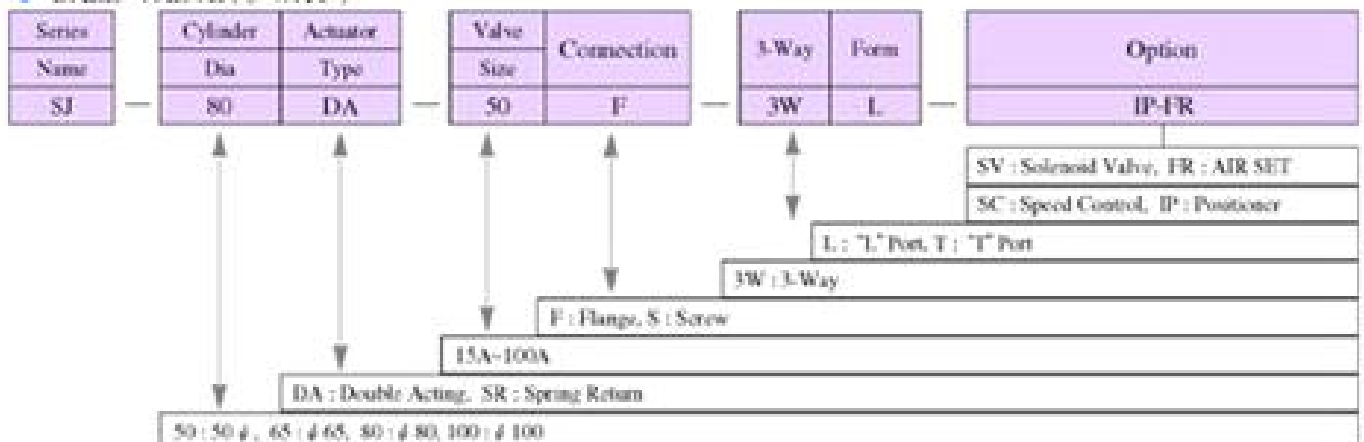 Series Cylinder Actuator Valve Connection 3-Way Form Option
Name Dia Type Size
SJ — 80 DA — 50 F — 3W L — IP-FR
SV : Solenoid Valve, FR : AIR SET
SC : Speed Control, IP : Positioner
L : "L" Port, T : "T" Port
3W : 3-Way
F : Flange, S : Screw
15A~100A
DA : Double Acting, SR : Spring Return
50 : 50 ø, 65 : ø 65, 80 : ø 80, 100 : ø 100